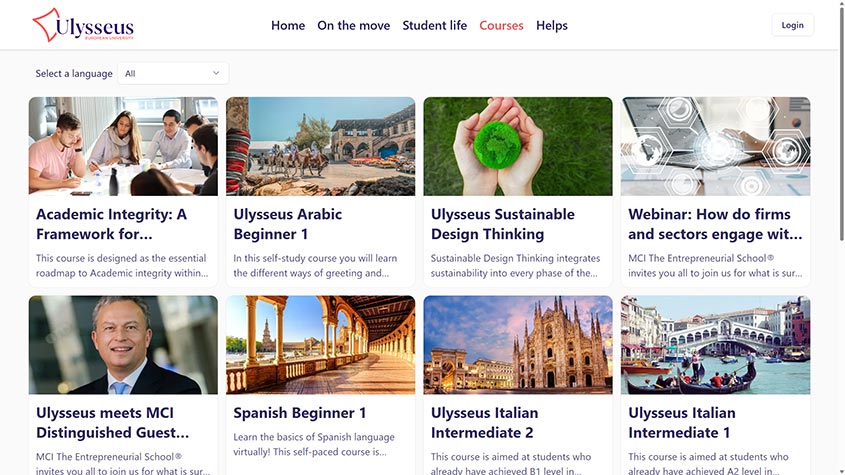 Ulysseus
EUROPEAN UNIVERSITY
Home On the move Student life Courses Helps
Login
Select a language All
Academic Integrity: A
Framework for...
This course is designed as the essential
roadmap to Academic integrity within...
Ulysseus Arabic
Beginner 1
In this self-study course you will learn
the different ways of greeting and...
Ulysseus Sustainable
Design Thinking
Sustainable Design Thinking integrates
sustainability into every phase of the...
Webinar: How do firms
and sectors engage wit...
MCI The Entrepreneurial School®
invites you all to join us for what is sur...
Ulysseus meets MCI
Distinguished Guest...
MCI The Entrepreneurial School®
invites you all to join us for what is sur...
Spanish Beginner 1
Learn the basics of Spanish language
virtually! This self-paced course is...
Ulysseus Italian
Intermediate 2
This course is aimed at students who
already have achieved B1 level in...
Ulysseus Italian
Intermediate 1
This course is aimed at students who
already have achieved A2 level in...